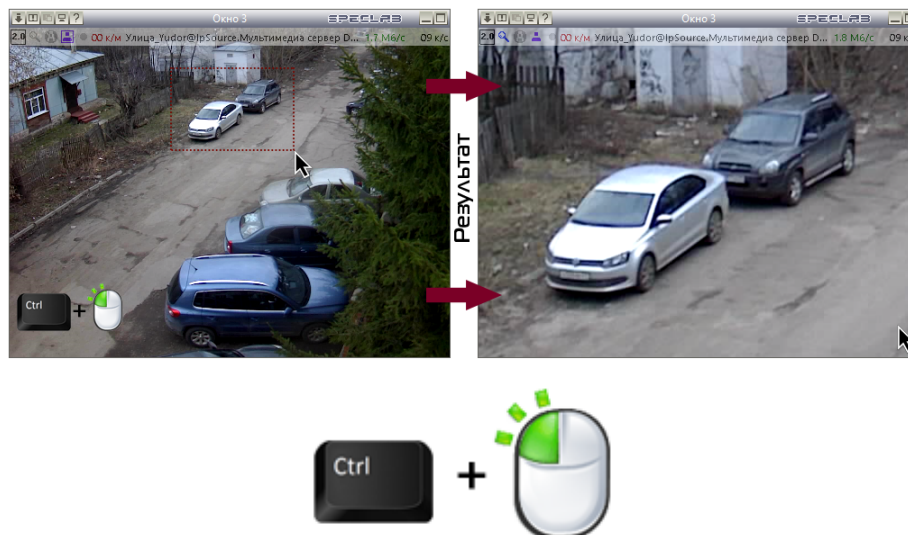 Окно 3
SPECLAB
2.0 00 к/м Улица_Yudor@IpSource.Мультимедиа сервер D... 1.7 Мб/с 09 к/с
Ctrl +
Результат
Окно 3
SPECLAB
2.0 00 к/м Улица_Yudor@IpSource.Мультимедиа сервер D... 1.8 Мб/с 09 к/
Ctrl +